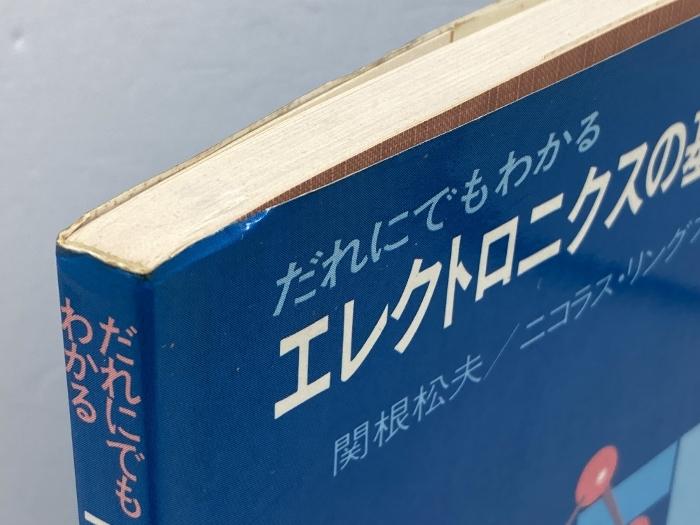 だれにでもわかる
エレクトロニクスの基
関根松夫/ニコラス・リング
だれにでも
わかる